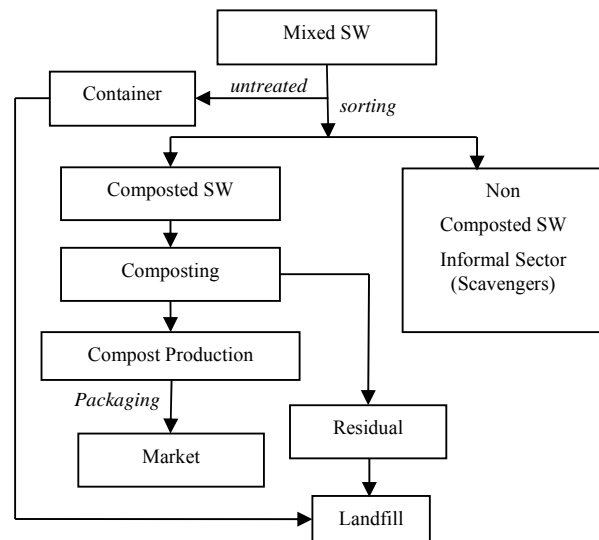 Mixed SW
untreated
Container
sorting
Composted SW
Non
Composted SW
Informal Sector
(Scavengers)
Composting
Compost Production
Packaging
Residual
Market
Landfill